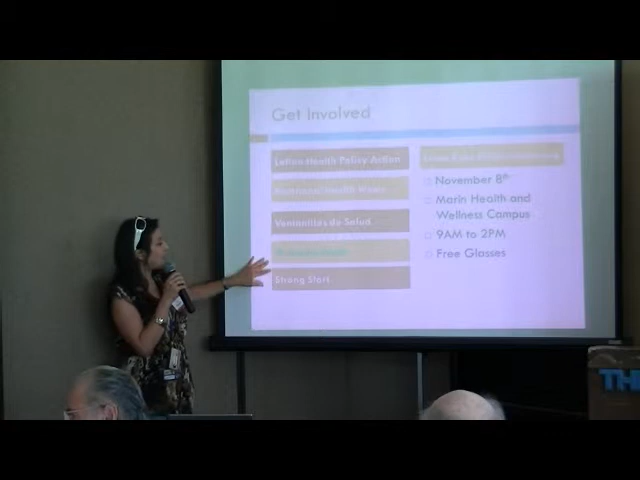 Get Involved
Latino Health Policy Action
Ventanillas de Salud
Strong Start
November 8th
Marin Health and
Wellness Campus
9AM to 2PM
Free Glasses
TH